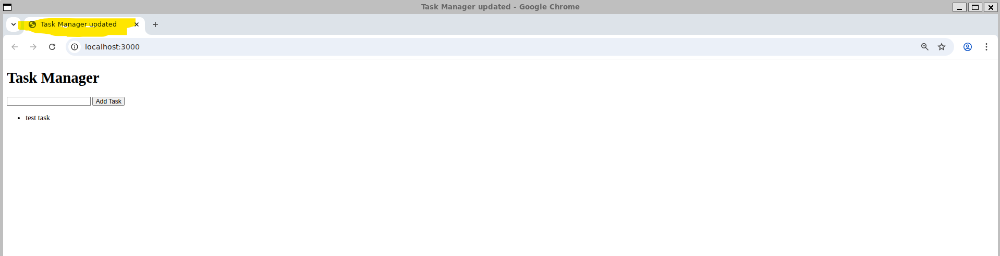 Task Manager updated - Google Chrome
Task Manager updated
localhost:3000
Task Manager
Add Task
test task